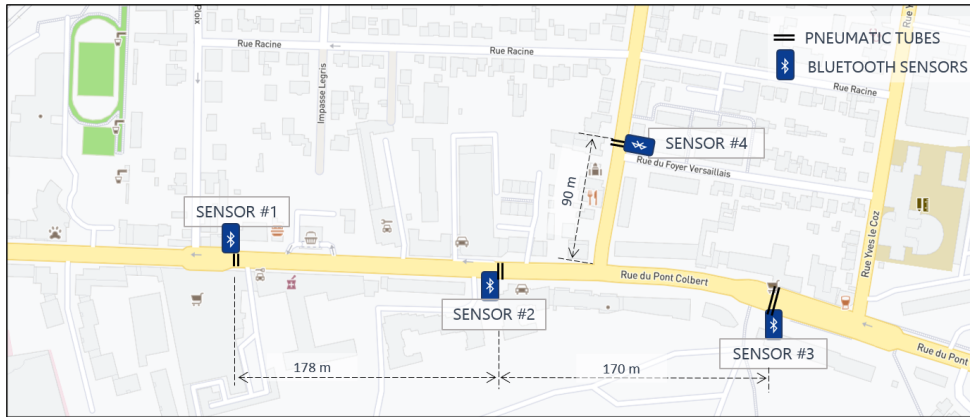 Ploix
Rue Racine
Rue Racine
Rue Racine
Impasse Legris
Rue Y
PNEUMATIC TUBES
BLUETOOTH SENSORS
SENSOR #4
Rue du Foyer Versaillais
90 m
SENSOR #1
Rue Yves le Coz
Rue du Pont Colbert
SENSOR #2
SENSOR #3
Rue du Pont
178 m
170 m